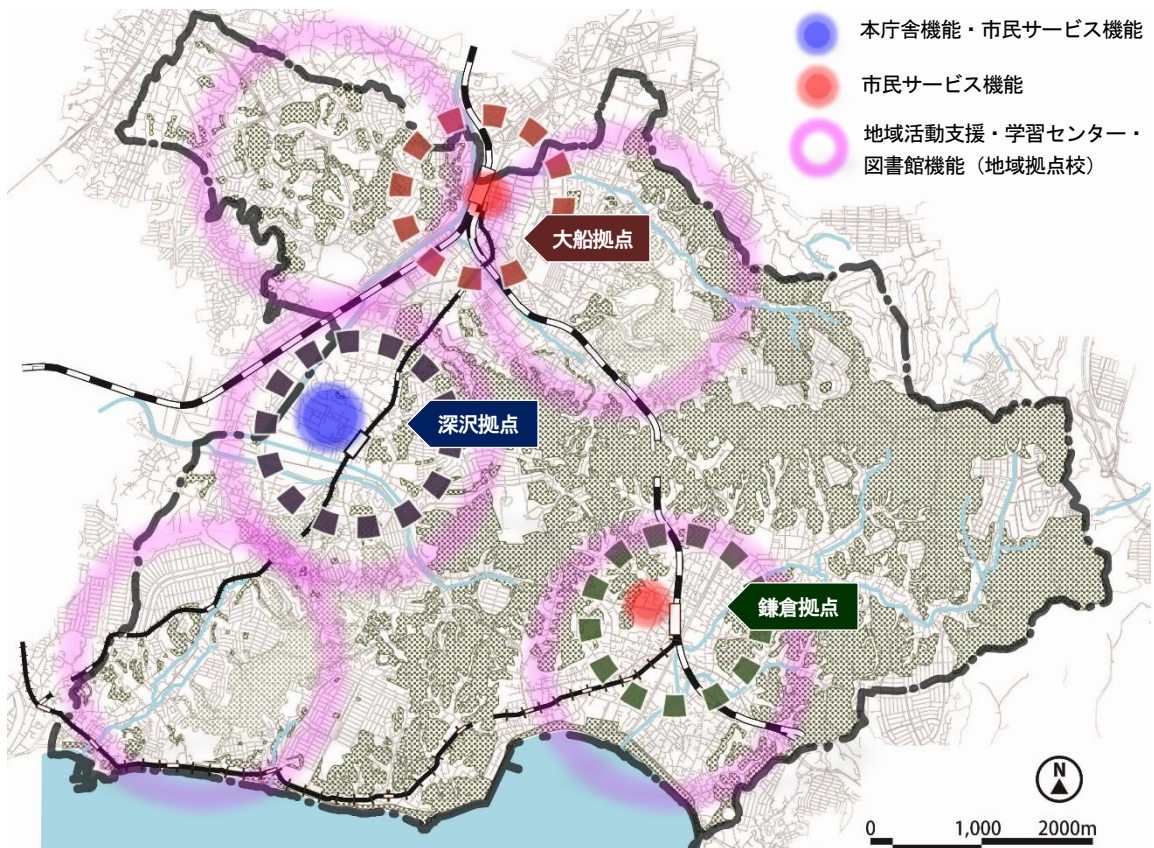 本庁舎機能・市民サービス機能
市民サービス機能
地域活動支援・学習センター・
図書館機能（地域拠点校）
大船拠点
深沢拠点
鎌倉拠点
N
0 1,000 2000m